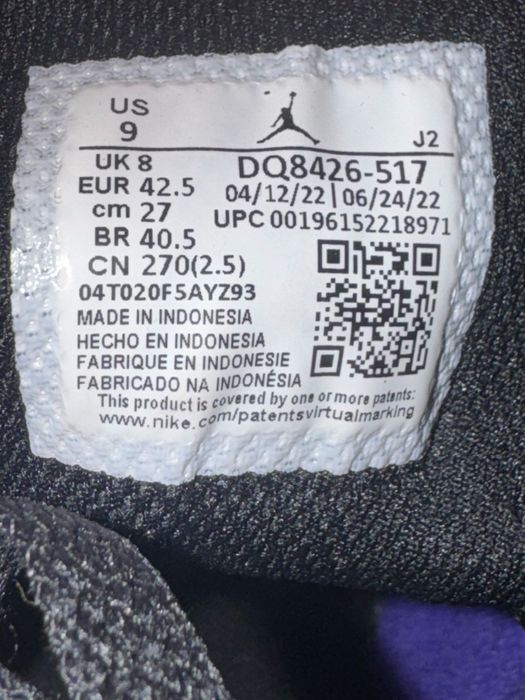 US
9
J2
UK 8
EUR 42.5
cm 27
BR 40.5
CN 270(2.5)
DQ8426-517
04/12/22 | 06/24/22
UPC 00196152218971
04T020F5AYZ93
MADE IN INDONESIA
HECHO EN INDONESIA
FABRIQUE EN INDONESIE
FABRICADO NA INDONÉSIA
This product is covered by one or more patents:
www.nike.com/patentsvirtualmarking